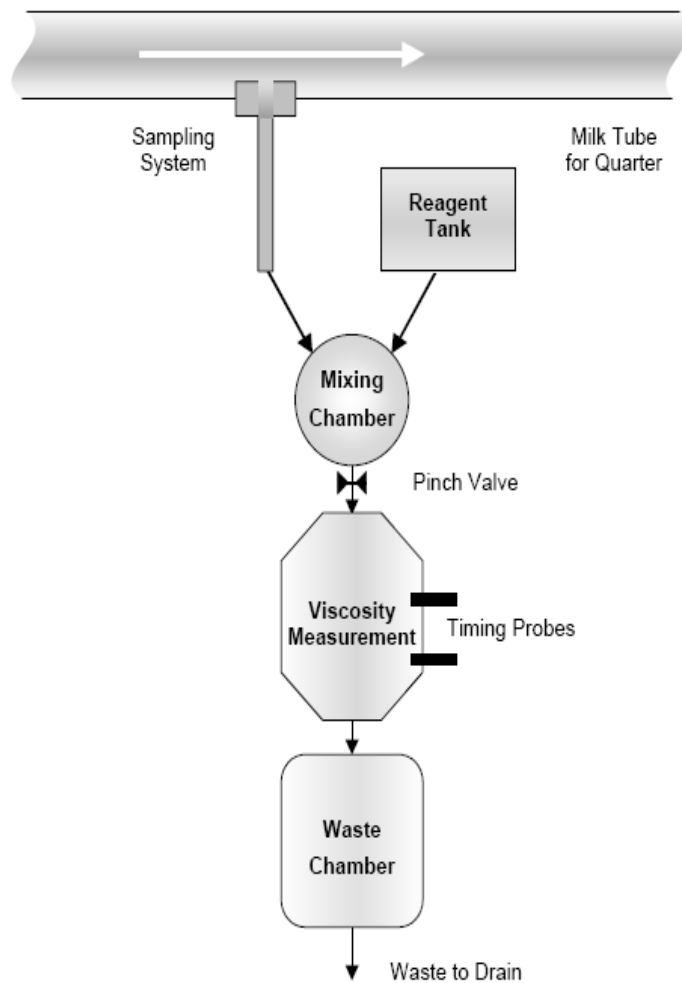 Sampling
System
Milk Tube
for Quarter
Reagent
Tank
Mixing
Chamber
Pinch Valve
Viscosity
Measurement
Timing Probes
Waste
Chamber
Waste to Drain